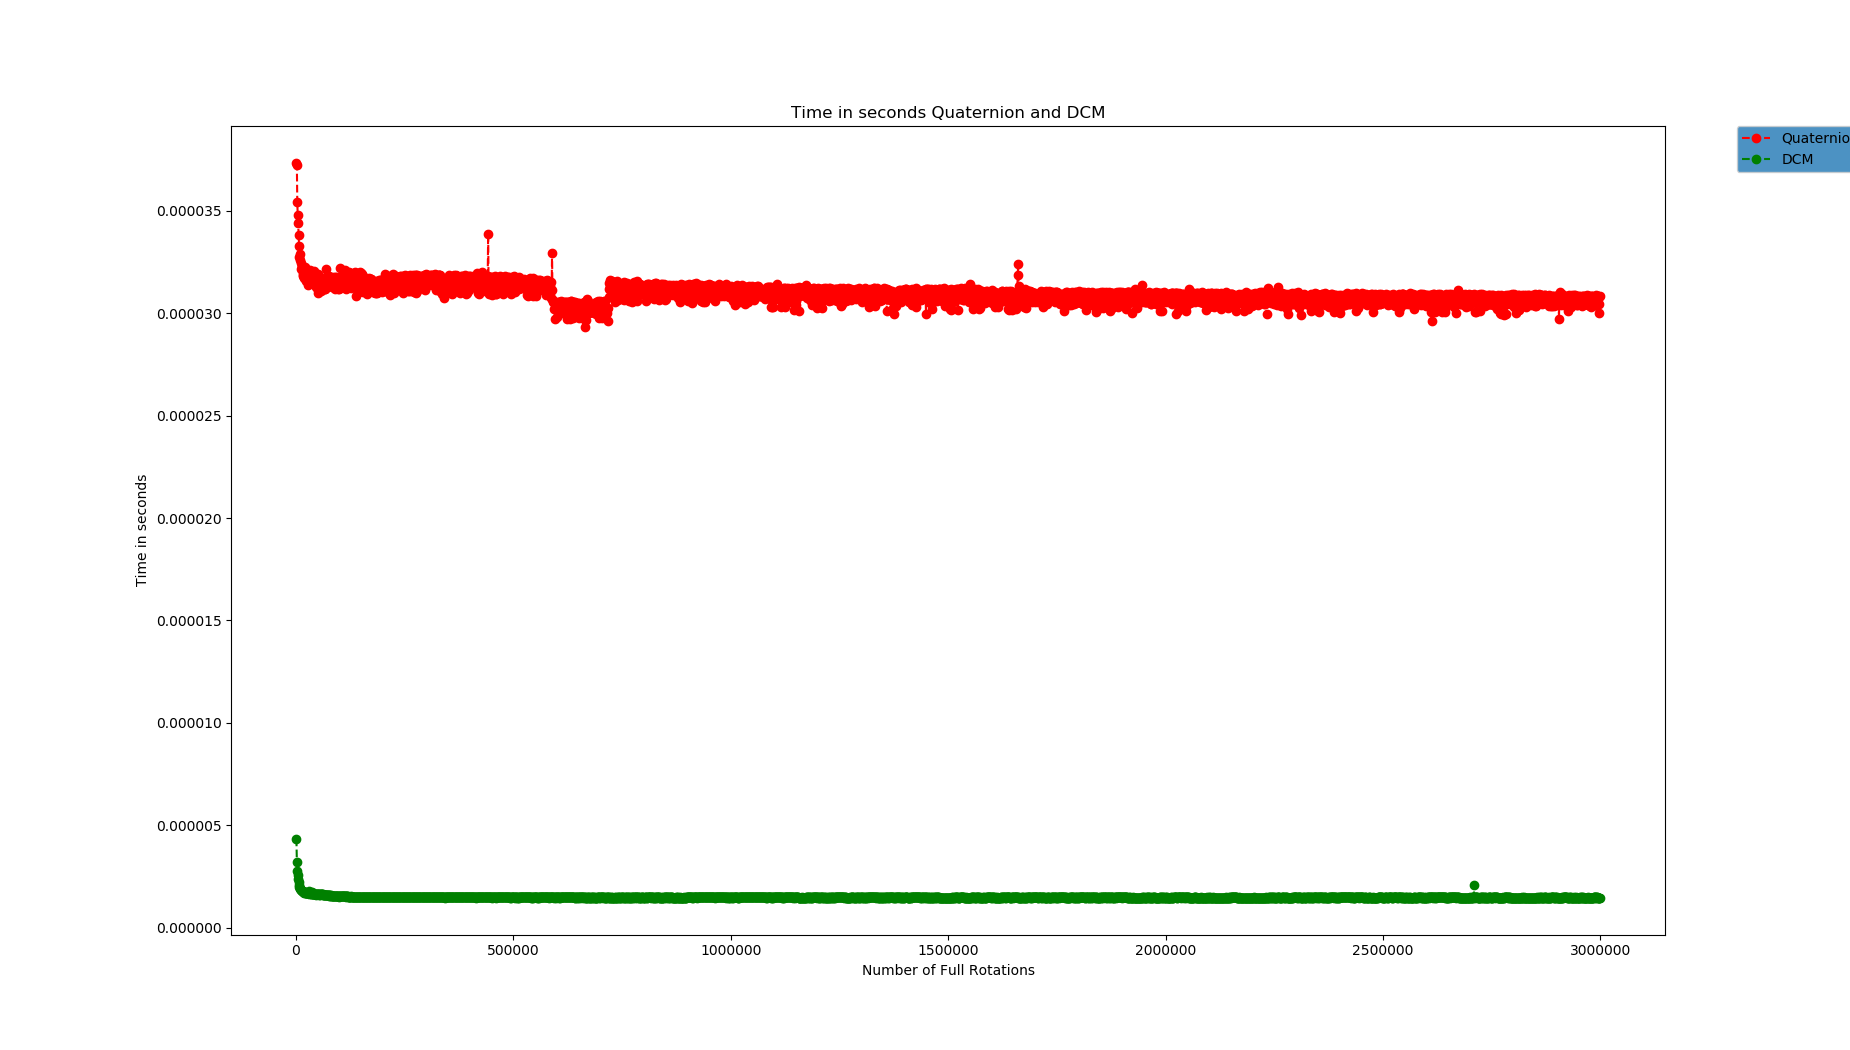 Time in seconds Quaternion and DCM
Quaternio
DCM
0.000035
0.000030
0.000025
0.000020
0.000015
0.000010
0.000005
0.000000
Time in seconds
0 500000 1000000 1500000 2000000 2500000 3000000
Number of Full Rotations